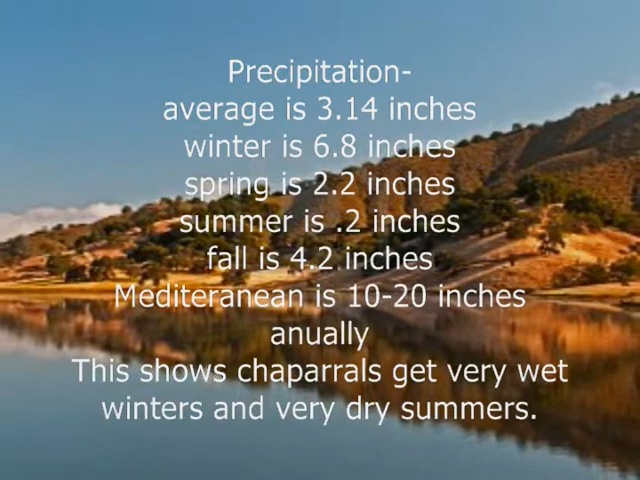 Precipitation-
average is 3.14 inches
winter is 6.8 inches
spring is 2.2 inches
summer is .2 inches
fall is 4.2 inches
Mediteranean is 10-20 inches
anually
This shows chaparrals get very wet
winters and very dry summers.